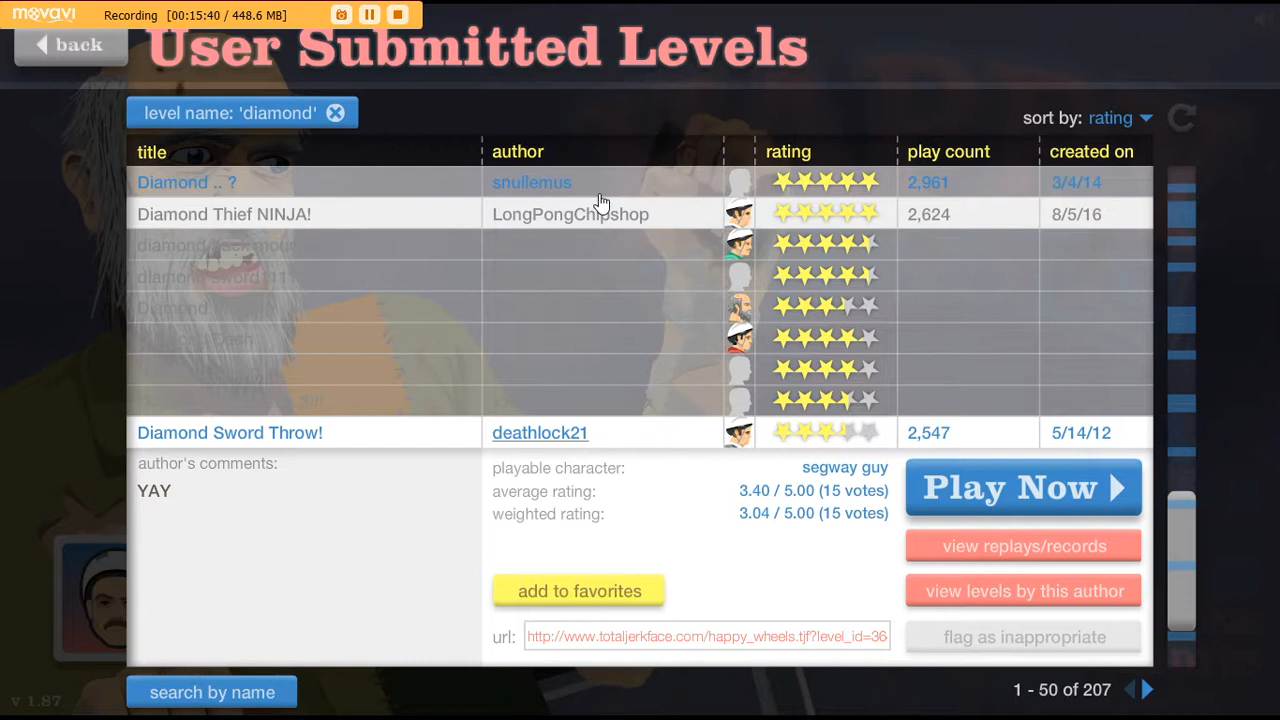 movavi Recording [00:15:40 / 448.6 MB]
back
User Submitted Levels
level name: 'diamond'
sort by: rating
title author rating play count created on
Diamond .. ? snullemus 2,961 3/4/14
Diamond Thief NINJA! LongPongChipshop 2,624 8/5/16
Diamond Sword Throw! deathlock21 2,547 5/14/12
author's comments:
YAY
playable character: segway guy
average rating: 3.40 / 5.00 (15 votes)
weighted rating: 3.04 / 5.00 (15 votes)
Play Now
view replays/records
add to favorites
view levels by this author
url: http://www.totaljerkface.com/happy_wheels.tjf?level_id=36
flag as inappropriate
search by name
1 - 50 of 207
v 1.87